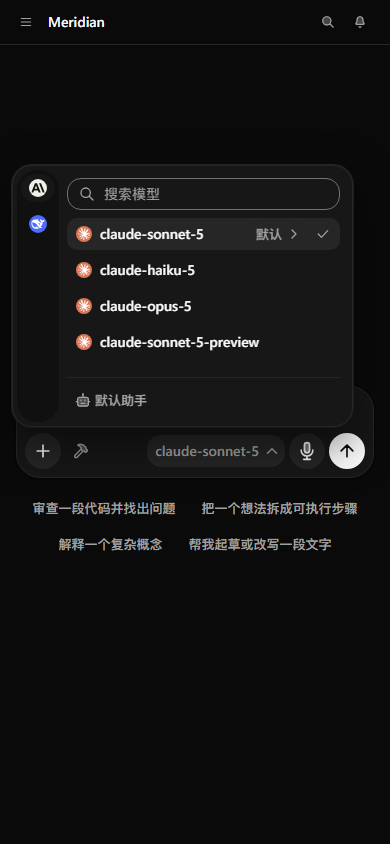 Meridian
搜索模型
claude-sonnet-5 默认
claude-haiku-5
claude-opus-5
claude-sonnet-5-preview
默认助手
claude-sonnet-5
审查一段代码并找出问题 把一个想法拆成可执行步骤
解释一个复杂概念 帮我起草或改写一段文字